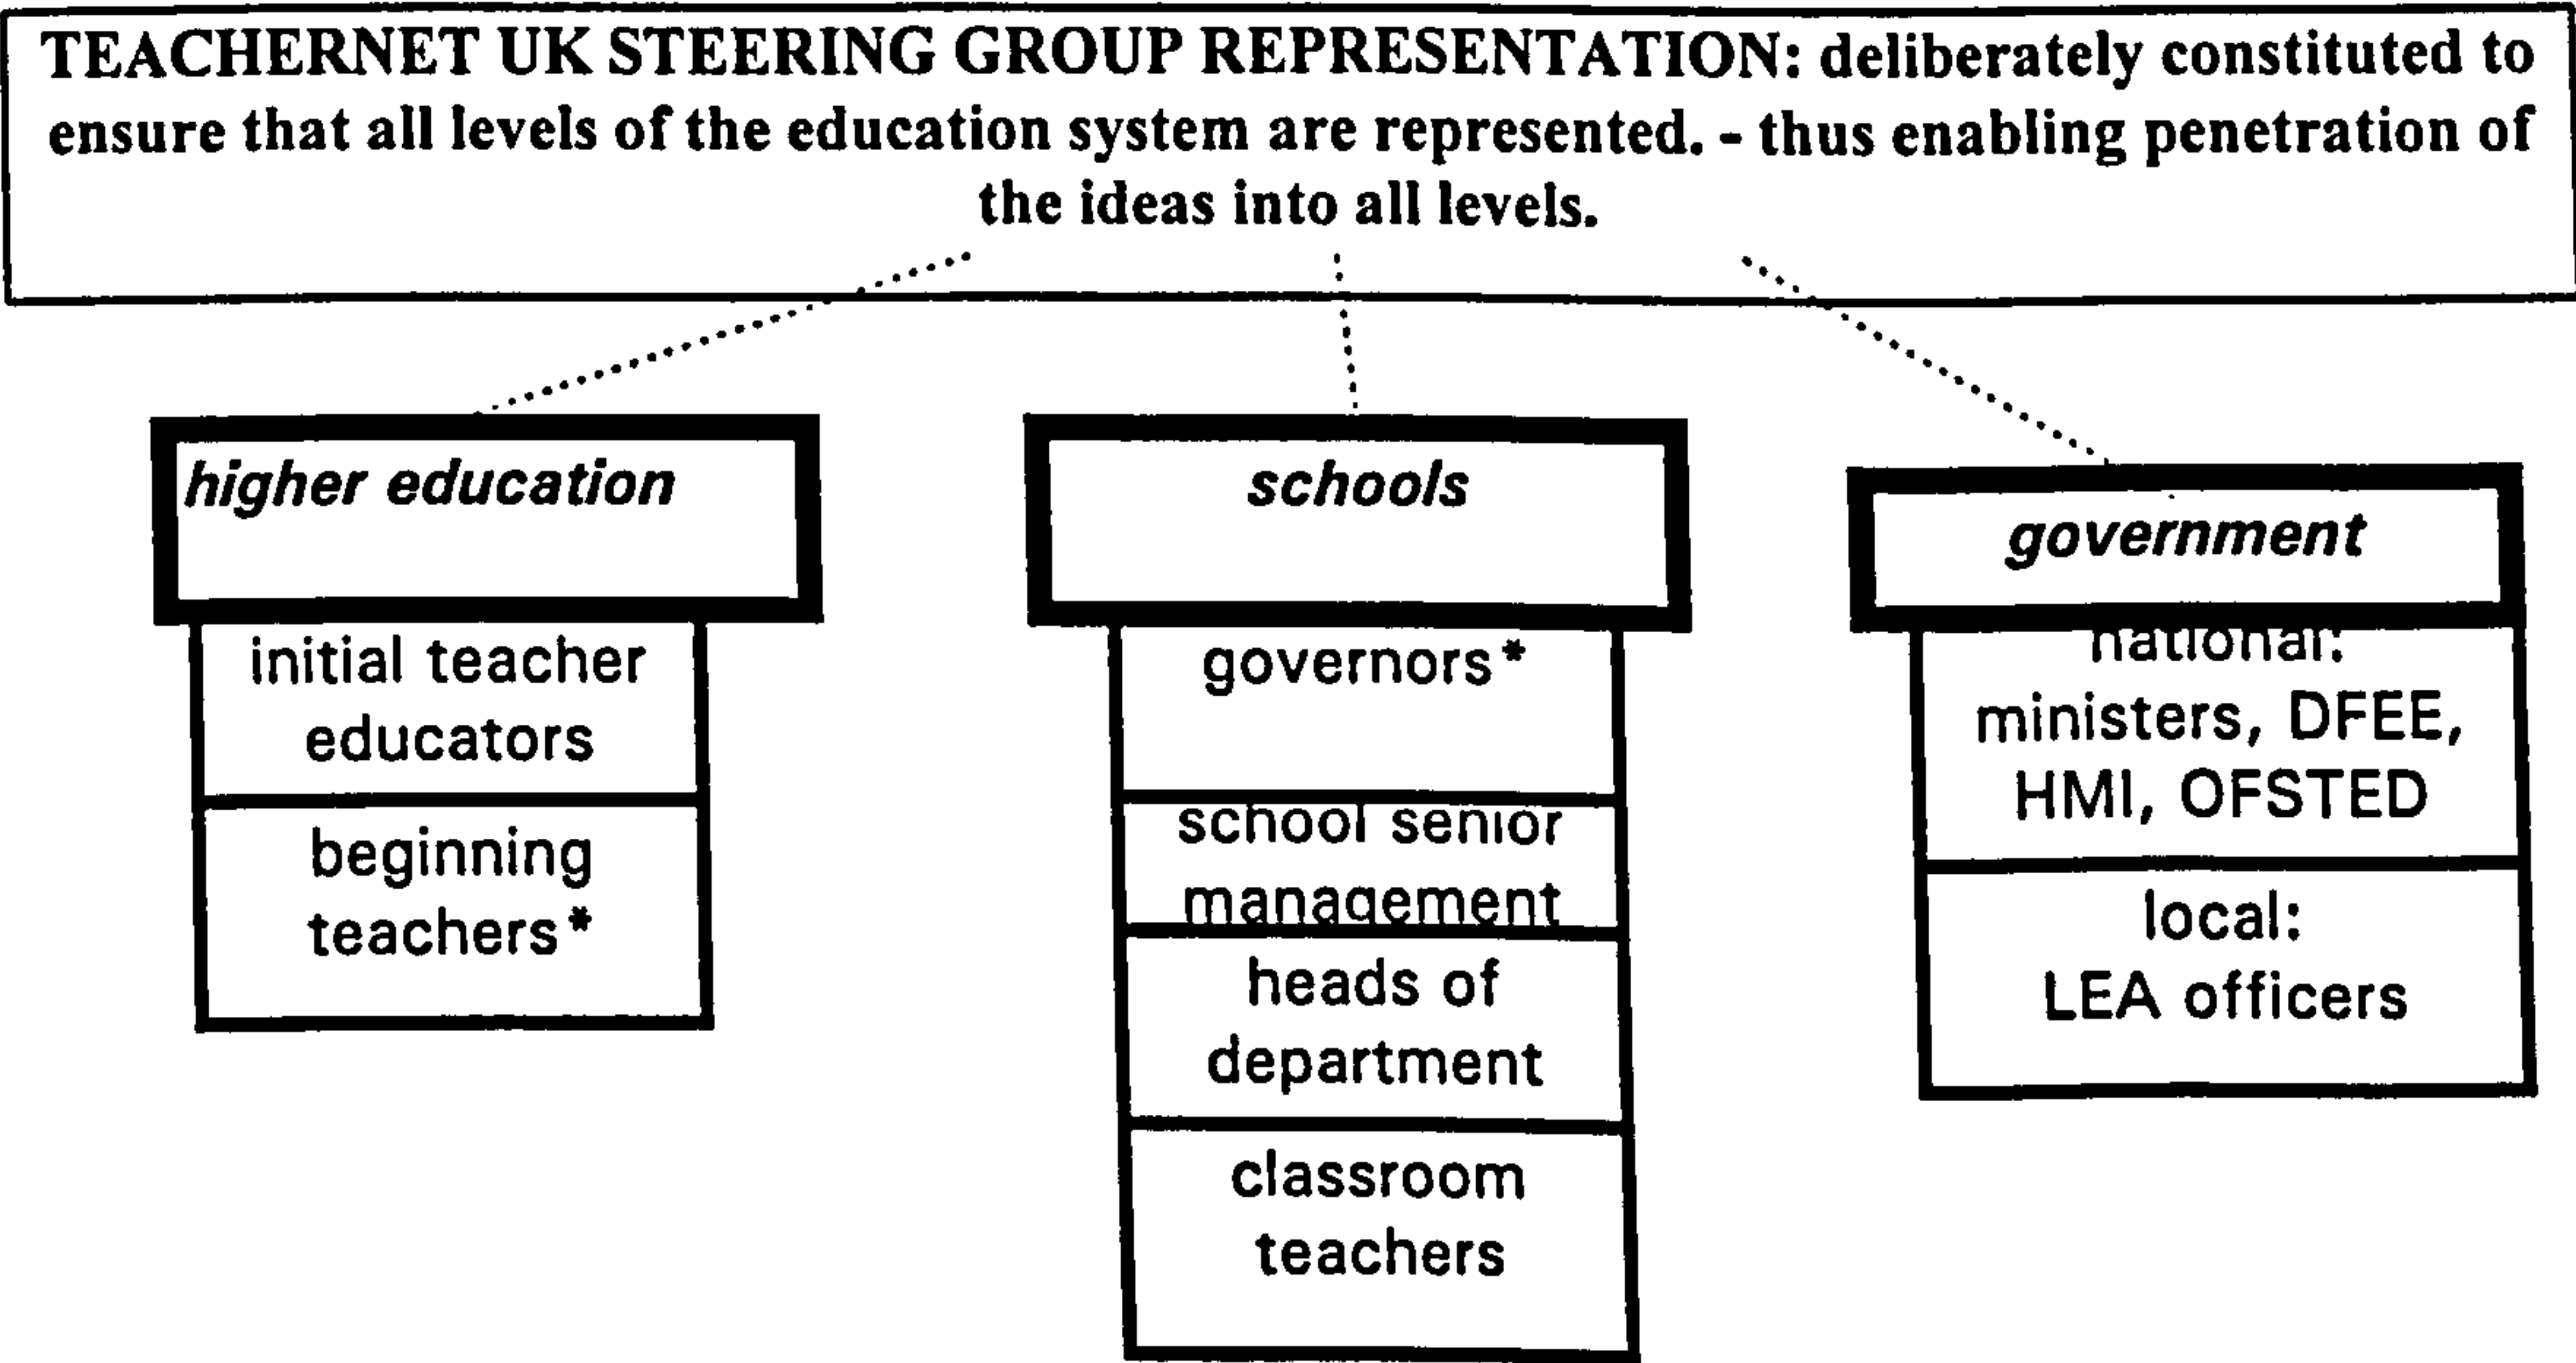 TEACHERNET UK STEERING GROUP REPRESENTATION: deliberately constituted to
ensure that all levels of the education system are represented. - thus enabling penetration of
the ideas into all levels.
higher education
initial teacher
educators
beginning
teachers*
schools
governors*
school senior
management
heads of
department
classroom
teachers
government
national:
ministers, DFEE,
HMI, OFSTED
local:
LEA officers